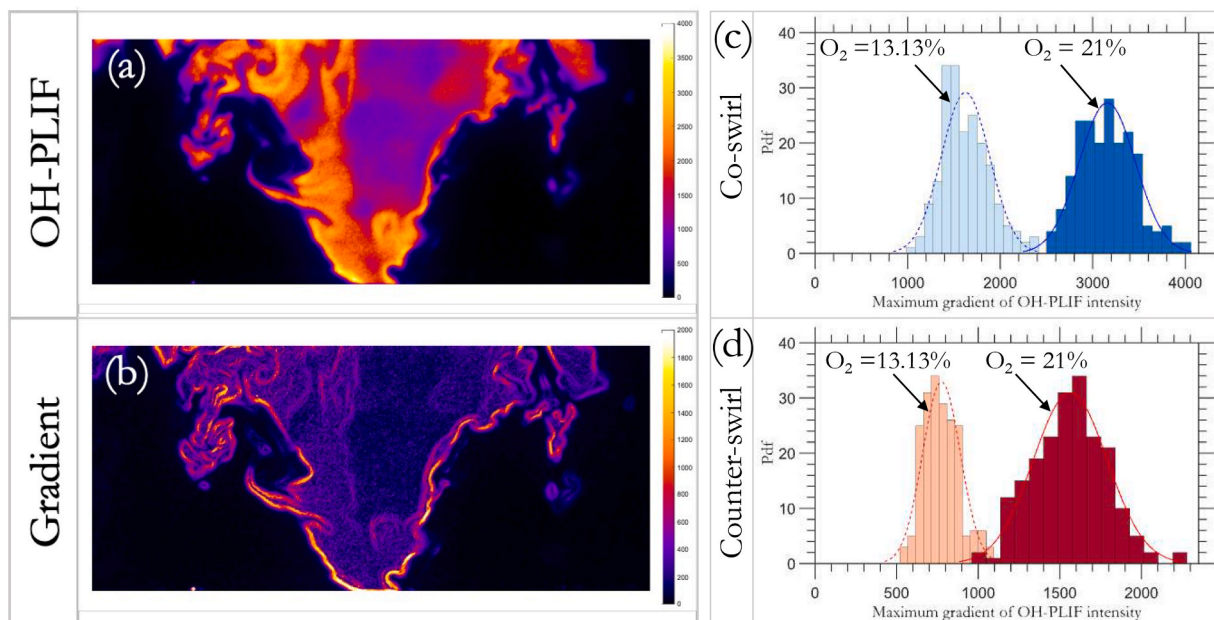 OH-PLIF
(a)
4000
3500
3000
2500
2000
1500
1000
500
0
Gradient
(b)
2000
1800
1600
1400
1200
1000
800
600
400
200
0
(c)
Co-swirl
O2 =13.13%
O2 = 21%
Pdf
40
30
20
10
0
0
1000
2000
3000
4000
Maximum gradient of OH-PLIF intensity
(d)
Counter-swirl
O2 =13.13%
O2 = 21%
Pdf
40
30
20
10
0
0
500
1000
1500
2000
Maximum gradient of OH-PLIF intensity